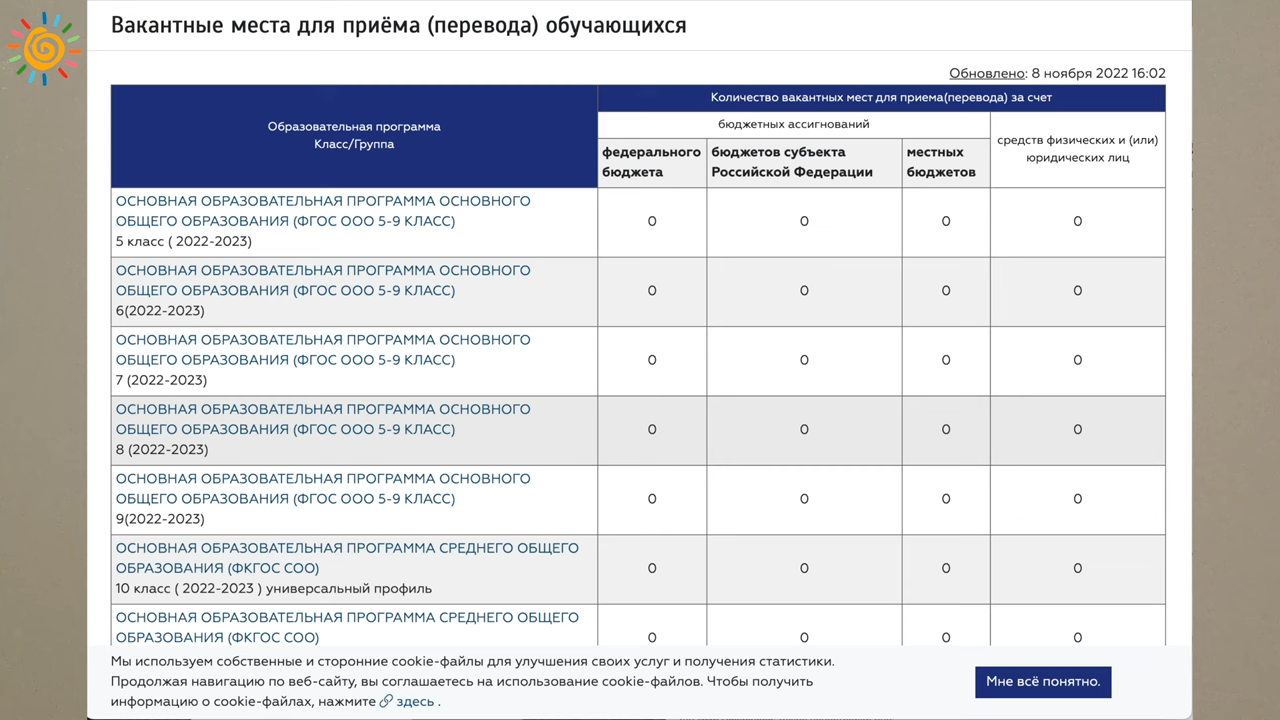 Вакантные места для приёма (перевода) обучающихся
Обновлено: 8 ноября 2022 16:02
Образовательная программа
Класс/Группа
Количество вакантных мест для приема(перевода) за счет
бюджетных ассигнований
средств физических и (или)
юридических лиц
федерального
бюджета
бюджетов субъекта
Российской Федерации
местных
бюджетов
ОСНОВНАЯ ОБРАЗОВАТЕЛЬНАЯ ПРОГРАММА ОСНОВНОГО
ОБЩЕГО ОБРАЗОВАНИЯ (ФГОС ООО 5-9 КЛАСС)
5 класс ( 2022-2023)
0 0 0 0
ОСНОВНАЯ ОБРАЗОВАТЕЛЬНАЯ ПРОГРАММА ОСНОВНОГО
ОБЩЕГО ОБРАЗОВАНИЯ (ФГОС ООО 5-9 КЛАСС)
6(2022-2023)
0 0 0 0
ОСНОВНАЯ ОБРАЗОВАТЕЛЬНАЯ ПРОГРАММА ОСНОВНОГО
ОБЩЕГО ОБРАЗОВАНИЯ (ФГОС ООО 5-9 КЛАСС)
7 (2022-2023)
0 0 0 0
ОСНОВНАЯ ОБРАЗОВАТЕЛЬНАЯ ПРОГРАММА ОСНОВНОГО
ОБЩЕГО ОБРАЗОВАНИЯ (ФГОС ООО 5-9 КЛАСС)
8 (2022-2023)
0 0 0 0
ОСНОВНАЯ ОБРАЗОВАТЕЛЬНАЯ ПРОГРАММА ОСНОВНОГО
ОБЩЕГО ОБРАЗОВАНИЯ (ФГОС ООО 5-9 КЛАСС)
9(2022-2023)
0 0 0 0
ОСНОВНАЯ ОБРАЗОВАТЕЛЬНАЯ ПРОГРАММА СРЕДНЕГО ОБЩЕГО
ОБРАЗОВАНИЯ (ФКГОС СОО)
10 класс ( 2022-2023 ) универсальный профиль
0 0 0 0
ОСНОВНАЯ ОБРАЗОВАТЕЛЬНАЯ ПРОГРАММА СРЕДНЕГО ОБЩЕГО
ОБРАЗОВАНИЯ (ФКГОС СОО)
0 0 0 0
Мы используем собственные и сторонние cookie-файлы для улучшения своих услуг и получения статистики.
Продолжая навигацию по веб-сайту, вы соглашаетесь на использование cookie-файлов. Чтобы получить
информацию о cookie-файлах, нажмите здесь .
Мне всё понятно.